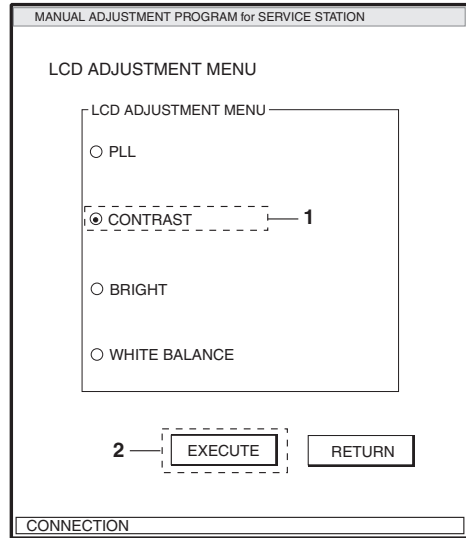 MANUAL ADJUSTMENT PROGRAM for SERVICE STATION
LCD ADJUSTMENT MENU
LCD ADJUSTMENT MENU
PLL
CONTRAST
1
BRIGHT
WHITE BALANCE
2
EXECUTE
RETURN
CONNECTION